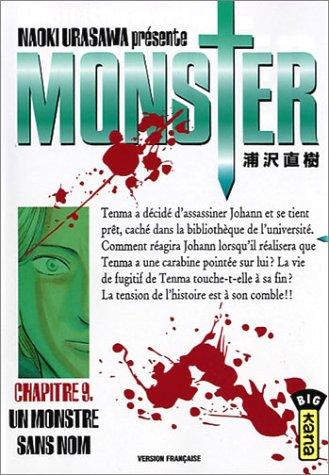 NAOKI URASAWA présente
MONSTER
浦沢直樹
Tenma a décidé d'assassiner Johann et se tient
prêt, caché dans la bibliothèque de l'université.
Comment réagira Johann lorsqu'il réalisera que
Tenma a une carabine pointée sur lui? La vie
de fugitif de Tenma touche-t-elle à sa fin?
La tension de l'histoire est à son comble!!
CHAPITRE 9.
UN MONSTRE
SANS NOM
BIG
kana
VERSION FRANÇAISE